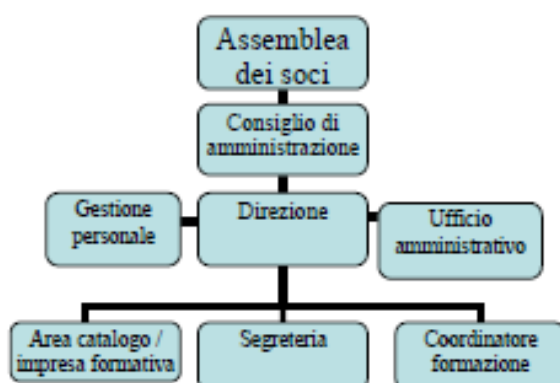 Assemblea
dei soci
Consiglio di
amministrazione
Gestione
personale
Direzione
Ufficio
amministrativo
Area catalogo /
impresa formativa
Segreteria
Coordinatore
formazione